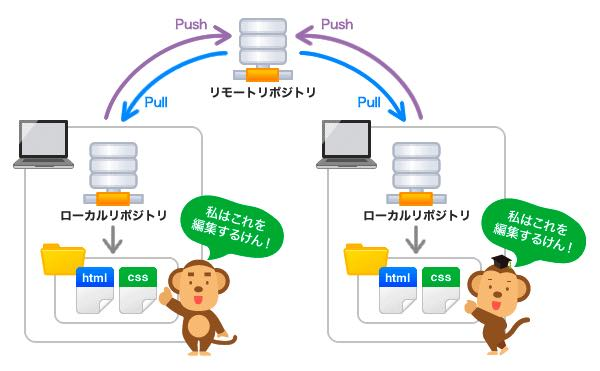 Push
Push
Pull
Pull
リモートリポジトリ
ローカルリポジトリ
ローカルリポジトリ
私はこれを
編集するけん!
私はこれを
編集するけん!
html
css
html
css